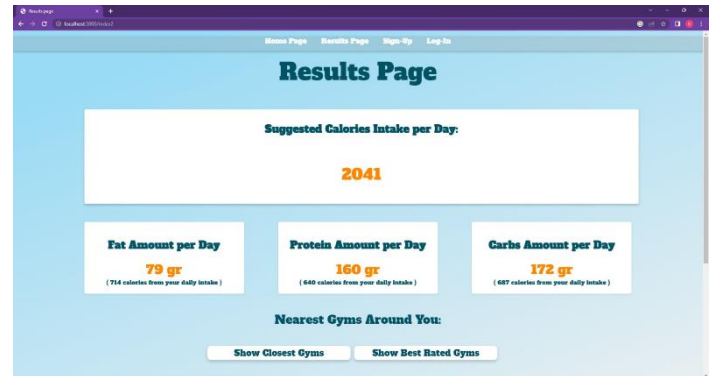 Results page
localhost:3000/index2
Home Page Results Page Sign-Up Log-In
Results Page
Suggested Calories Intake per Day:
2041
Fat Amount per Day
79 gr
( 714 calories from your daily intake )
Protein Amount per Day
160 gr
( 640 calories from your daily intake )
Carbs Amount per Day
172 gr
( 687 calories from your daily intake )
Nearest Gyms Around You:
Show Closest Gyms
Show Best Rated Gyms